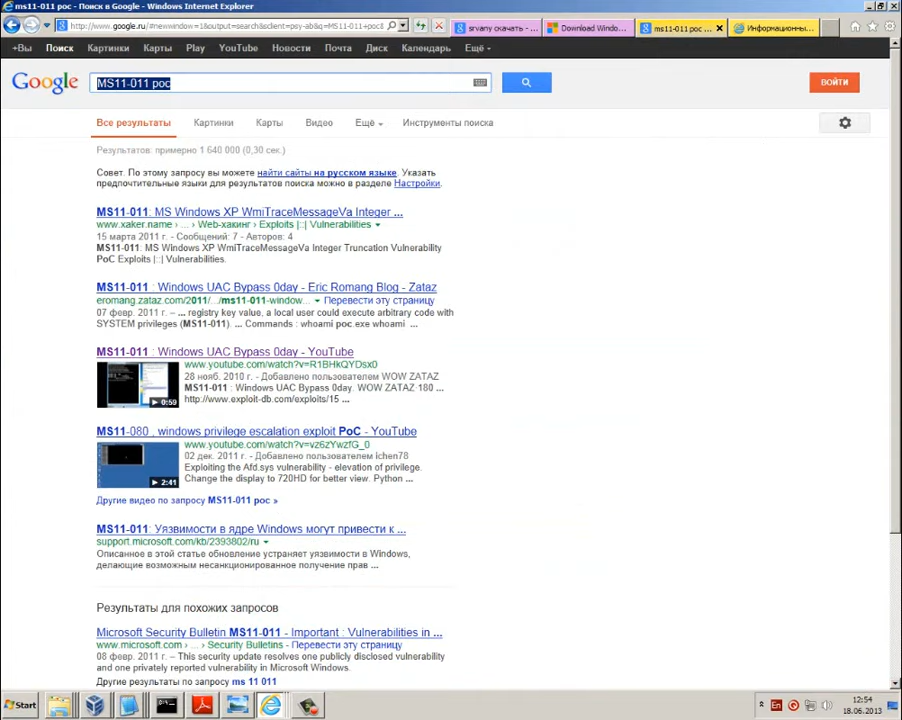 ms11-011 poc - Поиск в Google - Windows Internet Explorer
http://www.google.ru/#newwindow=1&output=search&sclient=psy-ab&q=MS11-011+poc&
srvany скачать - ...
Download Windo...
ms11-011 poc ...
Информационны...
+Вы Поиск Картинки Карты Play YouTube Новости Почта Диск Календарь Ещё
Google
MS11-011 poc
ВОЙТИ
Все результаты Картинки Карты Видео Ещё Инструменты поиска
Результатов: примерно 1 640 000 (0,30 сек.)
Совет. По этому запросу вы можете найти сайты на русском языке. Указать
предпочтительные языки для результатов поиска можно в разделе Настройки.
MS11-011: MS Windows XP WmiTraceMessageVa Integer ...
www.xaker.name › ... › Web-хакинг › Exploits |::| Vulnerabilities
15 марта 2011 г. - Сообщений: 7 - Авторов: 4
MS11-011: MS Windows XP WmiTraceMessageVa Integer Truncation Vulnerability
PoC Exploits |::| Vulnerabilities.
MS11-011 : Windows UAC Bypass 0day - Eric Romang Blog - Zataz
eromang.zataz.com/2011/.../ms11-011-window... Перевести эту страницу
07 февр. 2011 г. – ... registry key value, a local user could execute arbitrary code with
SYSTEM privileges (MS11-011). ... Commands : whoami poc.exe whoami ...
MS11-011 : Windows UAC Bypass 0day - YouTube
www.youtube.com/watch?v=R1BHkQYDsx0
28 нояб. 2010 г. - Добавлено пользователем WOW ZATAZ
MS11-011 : Windows UAC Bypass 0day. WOW ZATAZ·180 ...
http://www.exploit-db.com/exploits/15 ...
0:59
MS11-080 . windows privilege escalation exploit PoC - YouTube
www.youtube.com/watch?v=vz6zYwzfG_0
02 дек. 2011 г. - Добавлено пользователем ichen78
Exploiting the Afd.sys vulnerability - elevation of privilege.
Change the display to 720HD for better view. Python ...
2:41
Другие видео по запросу MS11-011 poc »
MS11-011: Уязвимости в ядре Windows могут привести к ...
support.microsoft.com/kb/2393802/ru
Описанное в этой статье обновление устраняет уязвимости в Windows,
делающие возможным несанкционированное получение прав ...
Результаты для похожих запросов
Microsoft Security Bulletin MS11-011 - Important : Vulnerabilities in ...
www.microsoft.com › ... › Security Bulletins - Перевести эту страницу
08 февр. 2011 г. – This security update resolves one publicly disclosed vulnerability
and one privately reported vulnerability in Microsoft Windows.
Другие результаты по запросу ms 11 011
Start
En
12:54
18.06.2013